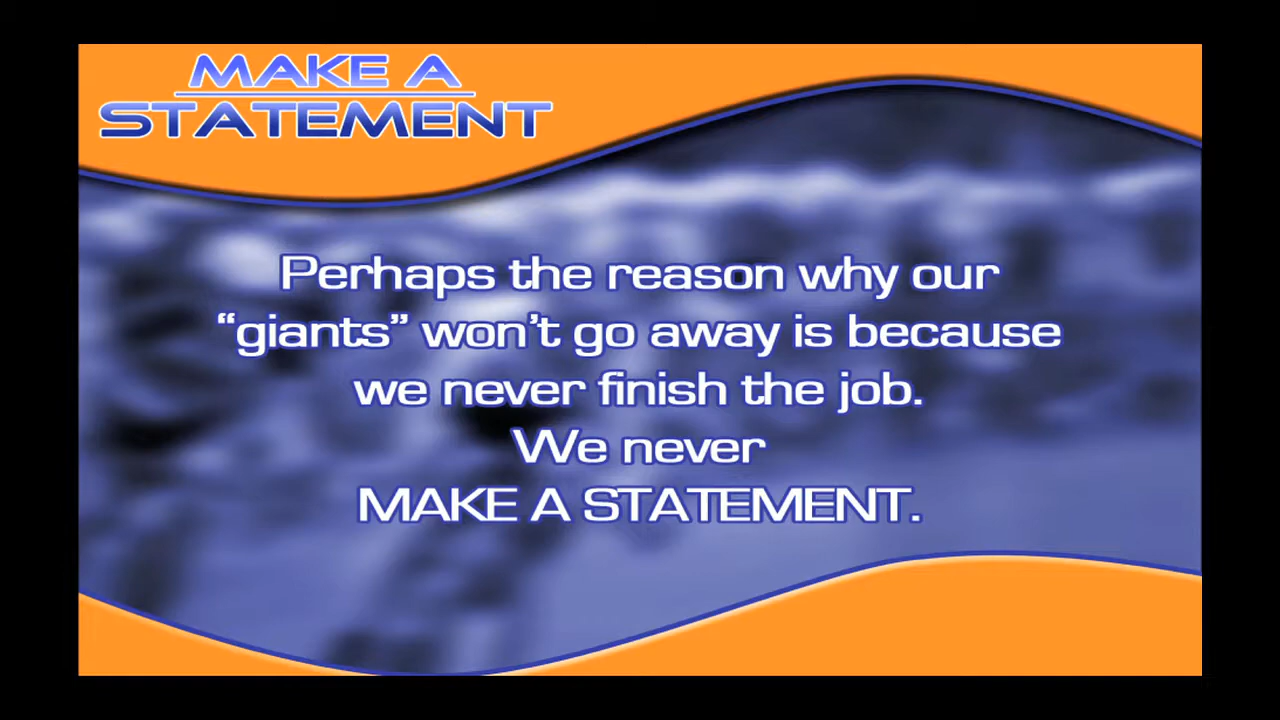 MAKE A
STATEMENT
Perhaps the reason why our
“giants” won’t go away is because
we never finish the job.
We never
MAKE A STATEMENT.